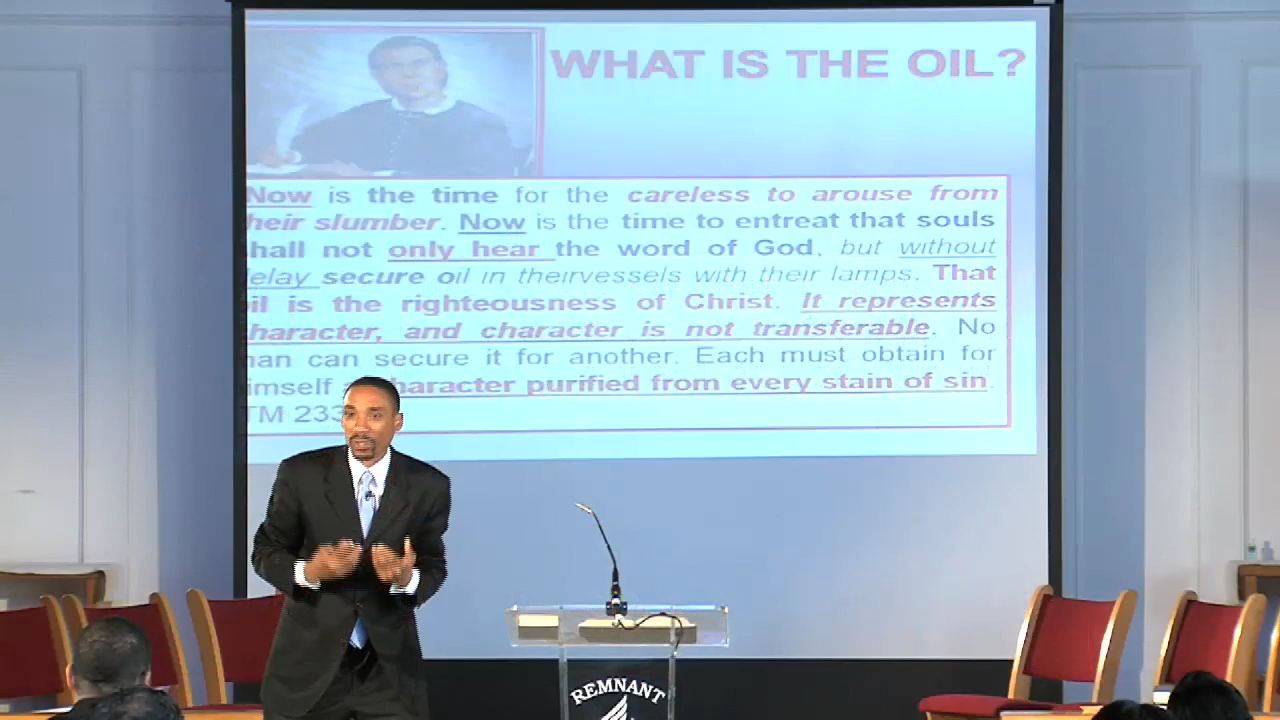 WHAT IS THE OIL?
Now is the time for the careless to arouse from
heir slumber. Now is the time to entreat that souls
hall not only hear the word of God, but without
elay secure oil in theirvessels with their lamps. That
il is the righteousness of Christ. It represents
haracter, and character is not transferable. No
nan can secure it for another. Each must obtain for
imself a character purified from every stain of sin.
TM 233
REMNANT